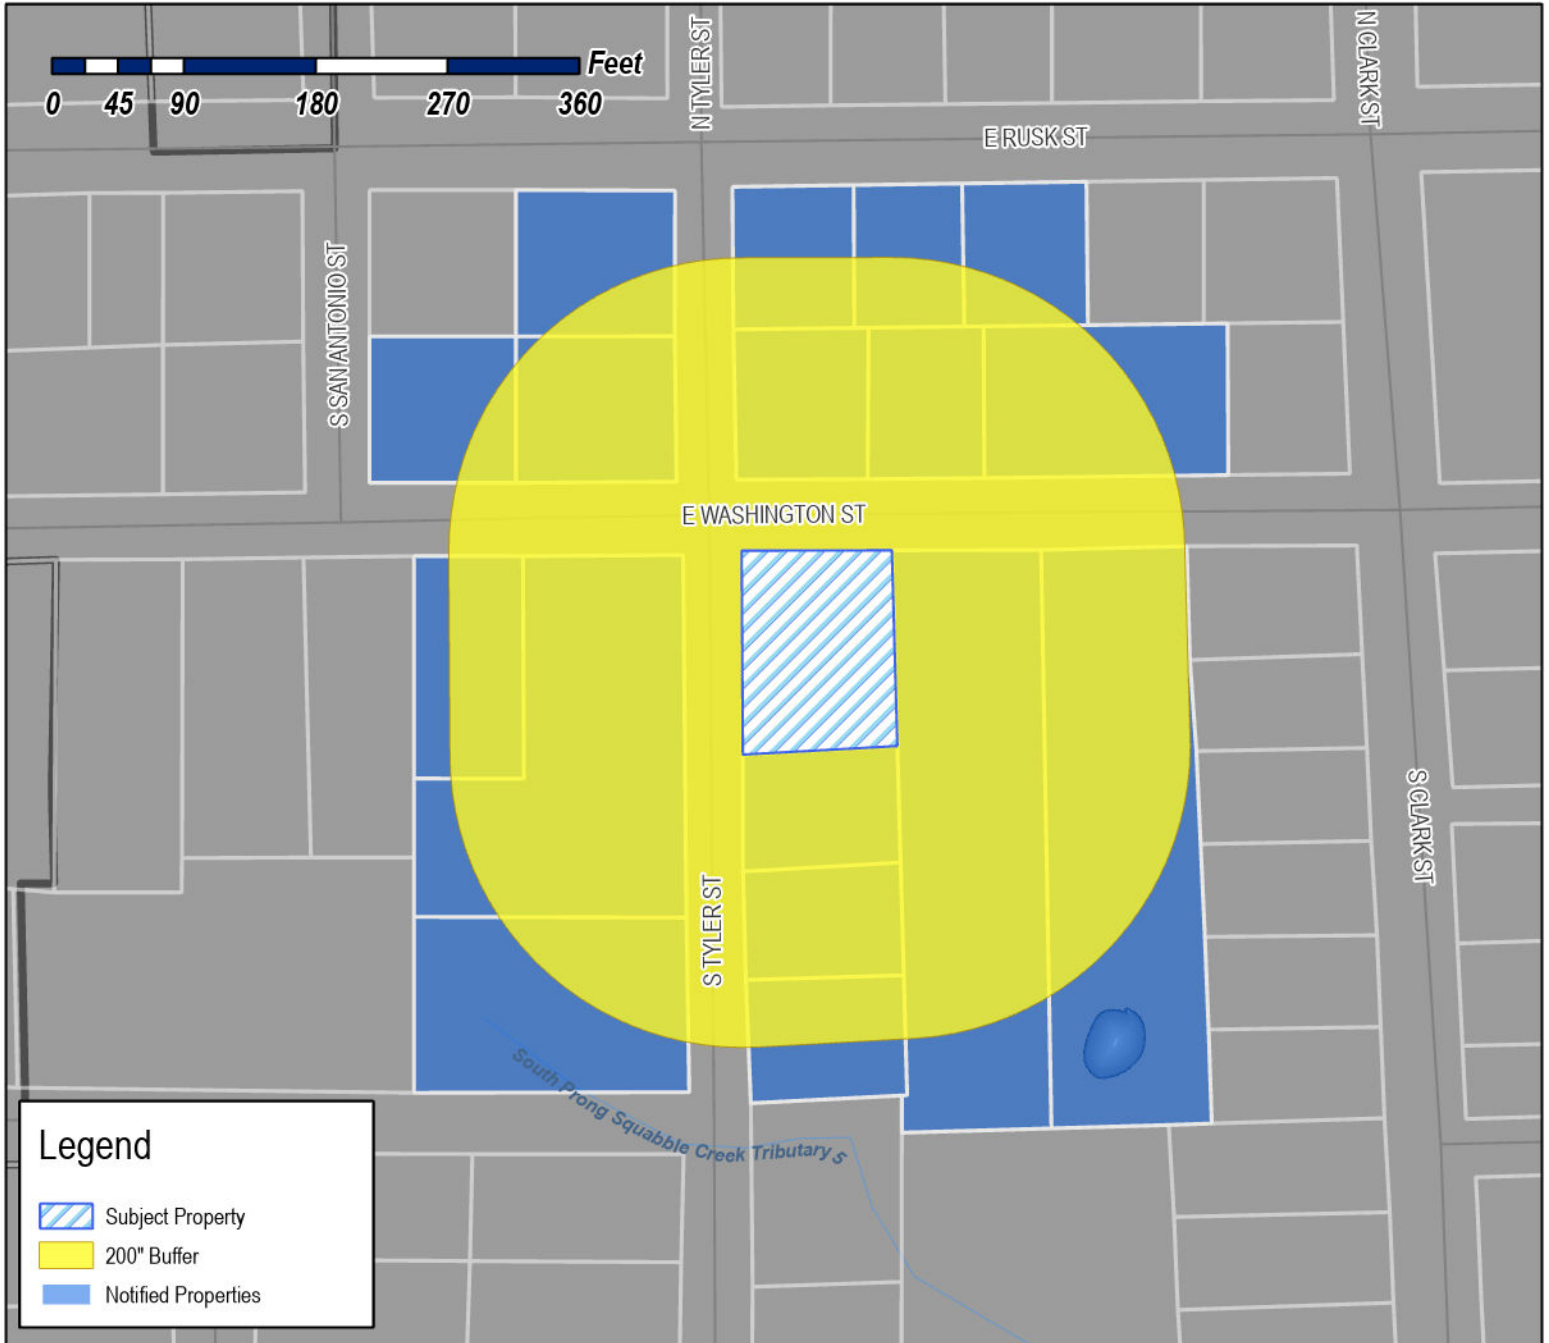 Feet
0 45 90 180 270 360
N TYLER ST
N CLARK ST
E RUSK ST
S SAN ANTONIO ST
E WASHINGTON ST
S CLARK ST
S TYLER ST
South Prong Squabble Creek Tributary 5
Legend
Subject Property
200" Buffer
Notified Properties